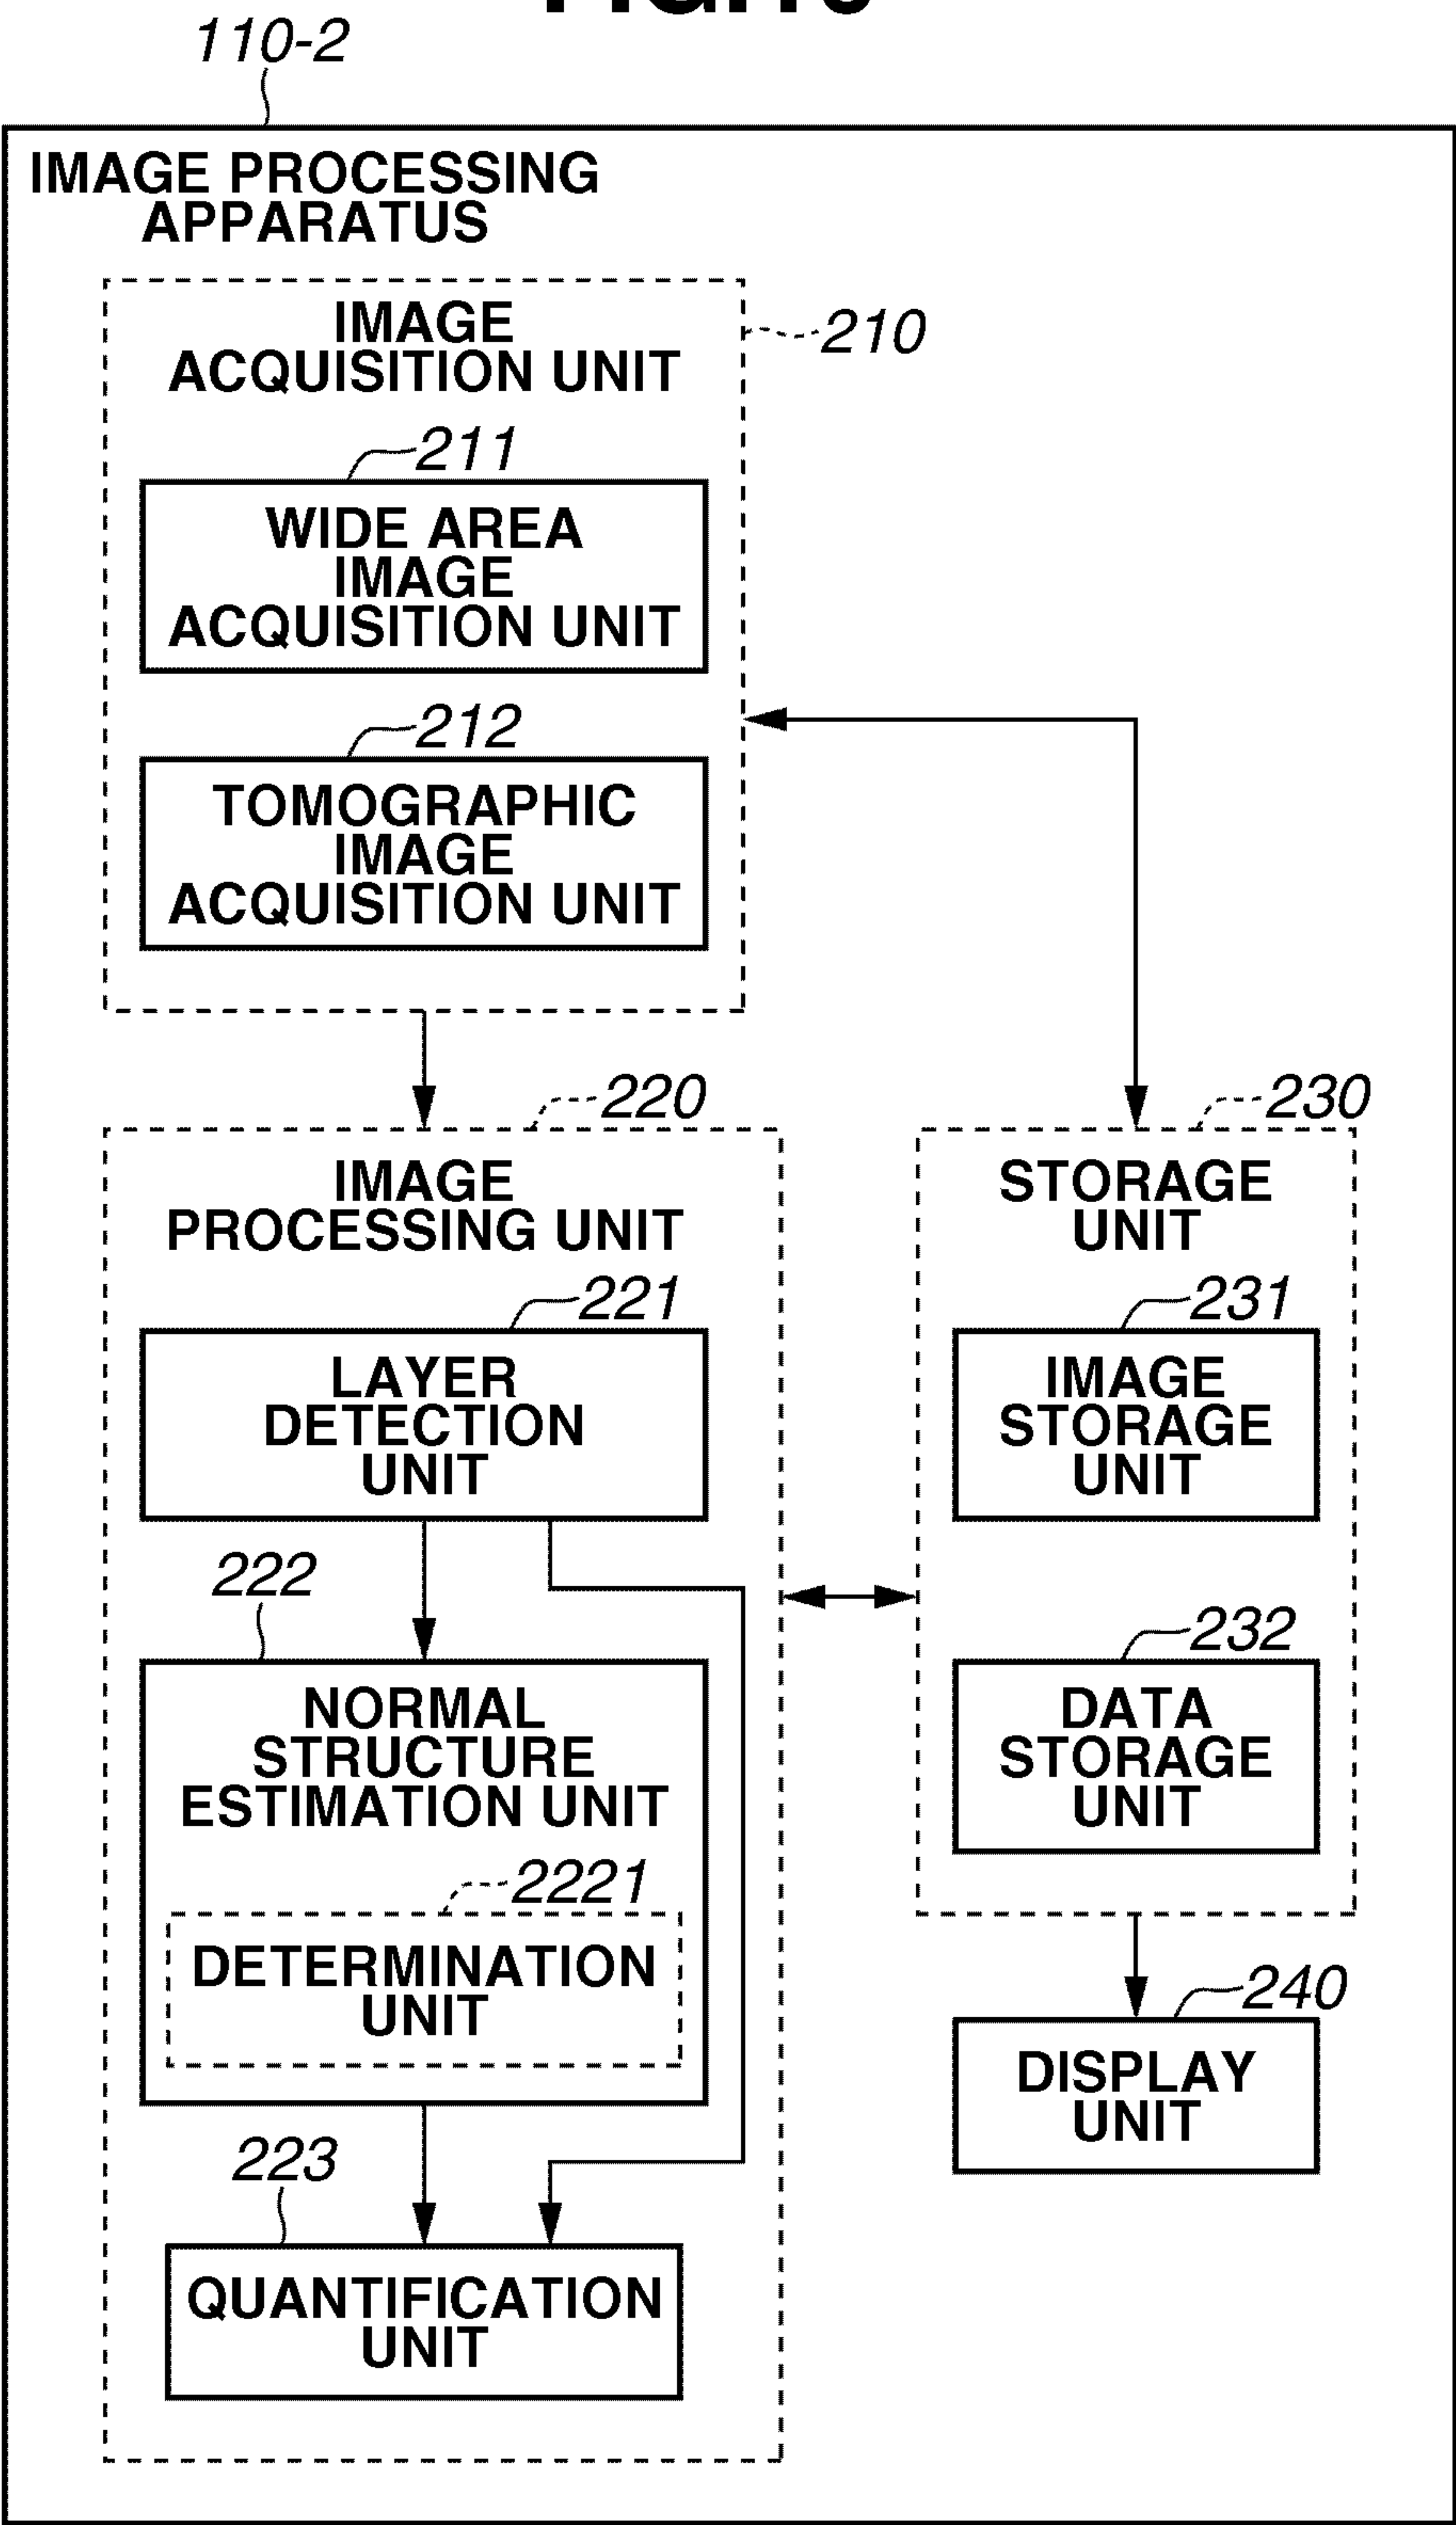 110-2
IMAGE PROCESSING
APPARATUS
IMAGE
ACQUISITION UNIT
210
211
WIDE AREA
IMAGE
ACQUISITION UNIT
212
TOMOGRAPHIC
IMAGE
ACQUISITION UNIT
220
IMAGE
PROCESSING UNIT
221
LAYER
DETECTION
UNIT
222
NORMAL
STRUCTURE
ESTIMATION UNIT
2221
DETERMINATION
UNIT
223
QUANTIFICATION
UNIT
230
STORAGE
UNIT
231
IMAGE
STORAGE
UNIT
232
DATA
STORAGE
UNIT
240
DISPLAY
UNIT